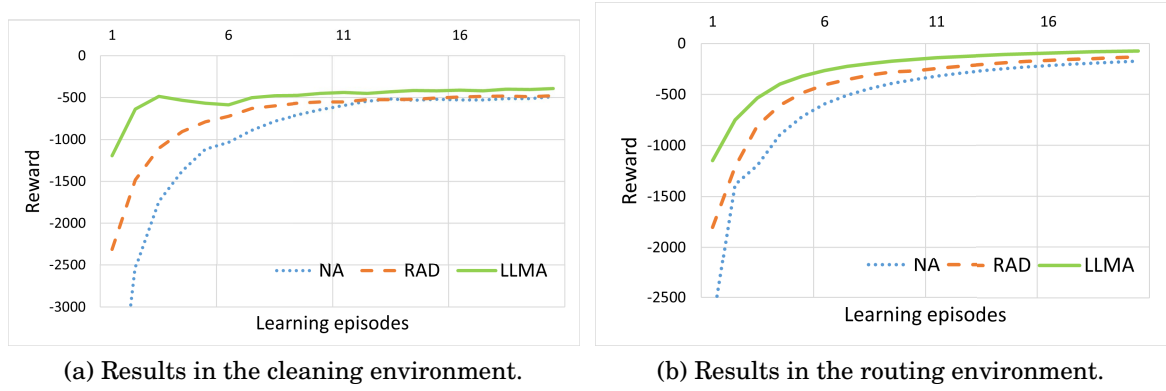 1 6 11 16
0
-500
-1000
-1500
-2000
-2500
-3000
Reward
NA RAD LLMA
Learning episodes
(a) Results in the cleaning environment.
1 6 11 16
0
-500
-1000
-1500
-2000
-2500
Reward
NA RAD LLMA
Learning episodes
(b) Results in the routing environment.